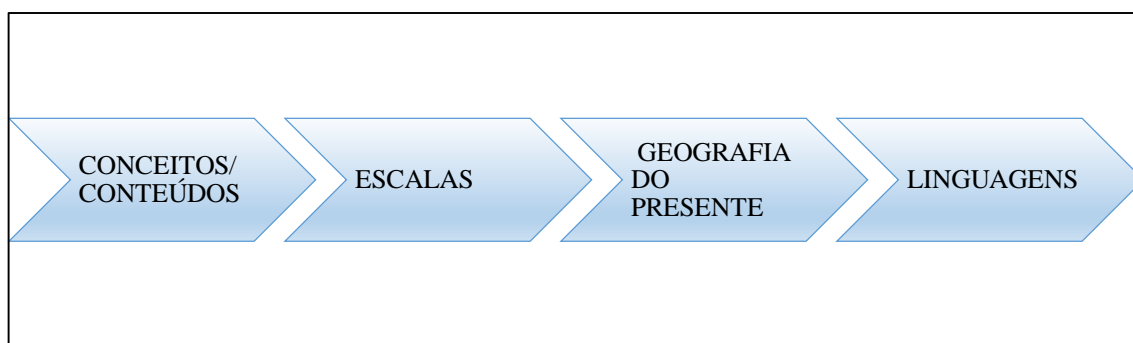 CONCEITOS/
CONTEÚDOS
ESCALAS
GEOGRAFIA
DO
PRESENTE
LINGUAGENS